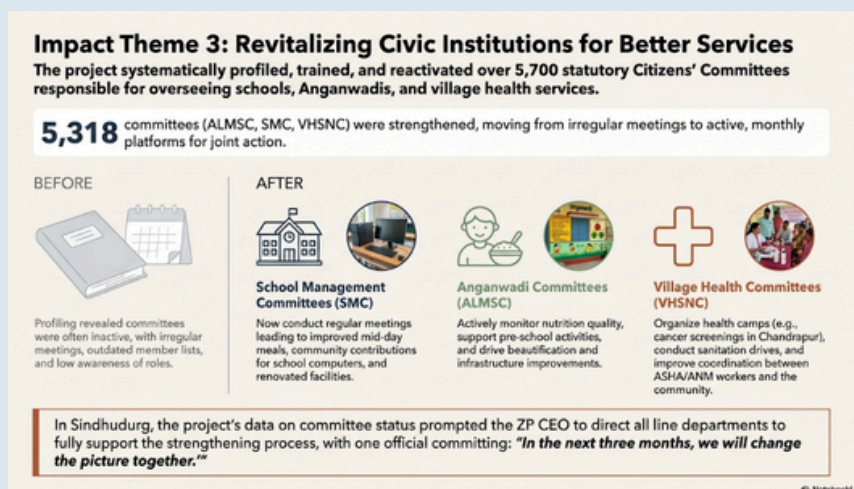 Impact Theme 3: Revitalizing Civic Institutions for Better Services
The project systematically profiled, trained, and reactivated over 5,700 statutory Citizens' Committees
responsible for overseeing schools, Anganwadis, and village health services.
5,318 committees (ALMSC, SMC, VHSNC) were strengthened, moving from irregular meetings to active, monthly
platforms for joint action.
BEFORE
Profiling revealed committees
were often inactive, with irregular
meetings, outdated member lists,
and low awareness of roles.
AFTER
School Management
Committees (SMC)
Now conduct regular meetings
leading to improved mid-day
meals, community contributions
for school computers, and
renovated facilities.
Anganwadi Committees
(ALMSC)
Actively monitor nutrition quality,
support pre-school activities,
and drive beautification and
infrastructure improvements.
Village Health Committees
(VHSNC)
Organize health camps (e.g.,
cancer screenings in Chandrapur),
conduct sanitation drives, and
improve coordination between
ASHA/ANM workers and the
community.
In Sindhudurg, the project's data on committee status prompted the ZP CEO to direct all line departments to
fully support the strengthening process, with one official committing: "In the next three months, we will change
the picture together.'"